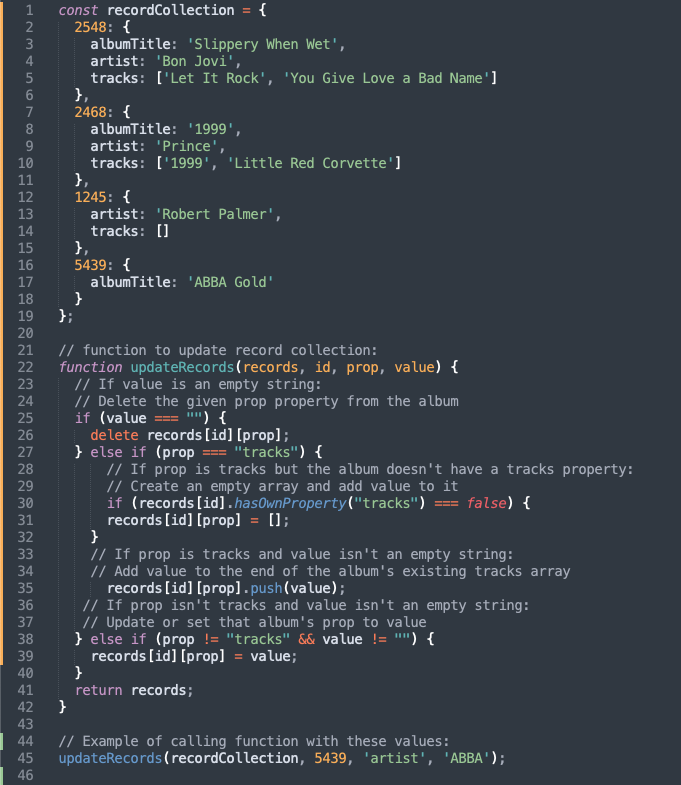 1 const recordCollection = {
2 2548: {
3 albumTitle: 'Slippery When Wet',
4 artist: 'Bon Jovi',
5 tracks: ['Let It Rock', 'You Give Love a Bad Name']
6 },
7 2468: {
8 albumTitle: '1999',
9 artist: 'Prince',
10 tracks: ['1999', 'Little Red Corvette']
11 },
12 1245: {
13 artist: 'Robert Palmer',
14 tracks: []
15 },
16 5439: {
17 albumTitle: 'ABBA Gold'
18 }
19 };
20
21 // function to update record collection:
22 function updateRecords(records, id, prop, value) {
23 // If value is an empty string:
24 // Delete the given prop property from the album
25 if (value === "") {
26 delete records[id][prop];
27 } else if (prop === "tracks") {
28 // If prop is tracks but the album doesn't have a tracks property:
29 // Create an empty array and add value to it
30 if (records[id].hasOwnProperty("tracks") === false) {
31 records[id][prop] = [];
32 }
33 // If prop is tracks and value isn't an empty string:
34 // Add value to the end of the album's existing tracks array
35 records[id][prop].push(value);
36 // If prop isn't tracks and value isn't an empty string:
37 // Update or set that album's prop to value
38 } else if (prop != "tracks" && value != "") {
39 records[id][prop] = value;
40 }
41 return records;
42 }
43
44 // Example of calling function with these values:
45 updateRecords(recordCollection, 5439, 'artist', 'ABBA');
46